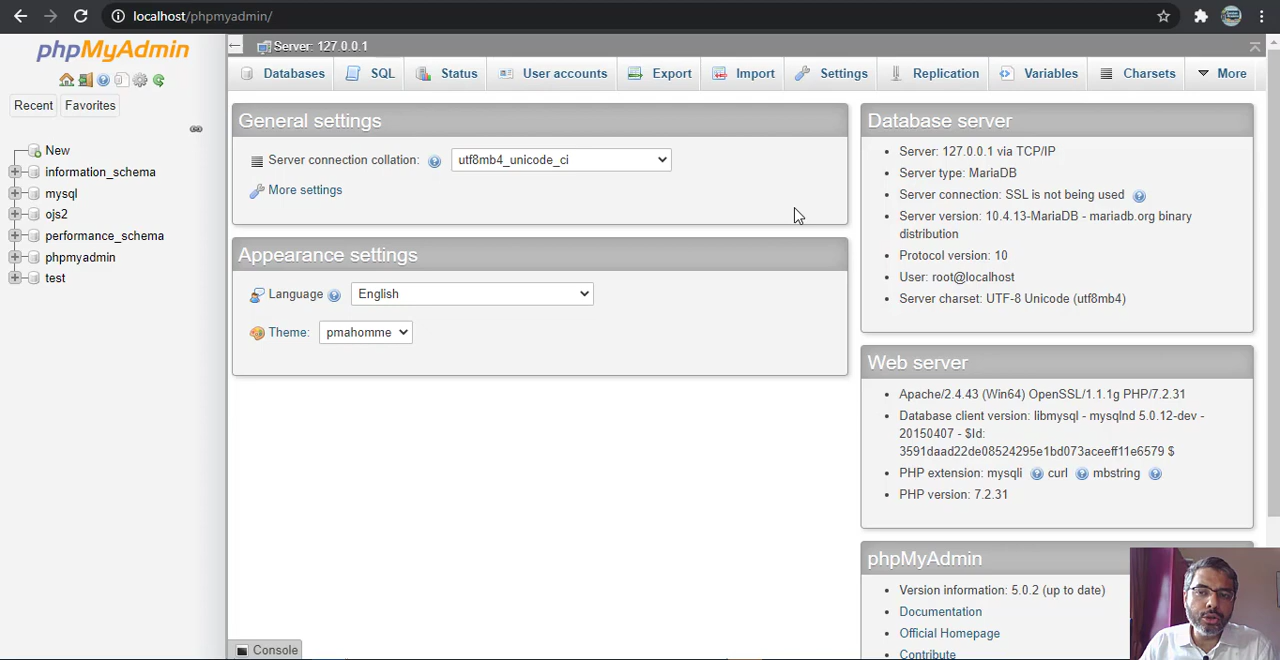 localhost/phpmyadmin/
phpMyAdmin
Recent
Favorites
New
information_schema
mysql
ojs2
performance_schema
phpmyadmin
test
Server: 127.0.0.1
Databases
SQL
Status
User accounts
Export
Import
Settings
Replication
Variables
Charsets
More
General settings
Server connection collation:
utf8mb4_unicode_ci
More settings
Appearance settings
Language
English
Theme:
pmahomme
Database server
Server: 127.0.0.1 via TCP/IP
Server type: MariaDB
Server connection: SSL is not being used
Server version: 10.4.13-MariaDB - mariadb.org binary
distribution
Protocol version: 10
User: root@localhost
Server charset: UTF-8 Unicode (utf8mb4)
Web server
Apache/2.4.43 (Win64) OpenSSL/1.1.1g PHP/7.2.31
Database client version: libmysql - mysqlnd 5.0.12-dev -
20150407 - $Id:
3591daad22de08524295e1bd073aceeff11e6579 $
PHP extension: mysqli curl mbstring
PHP version: 7.2.31
phpMyAdmin
Version information: 5.0.2 (up to date)
Documentation
Official Homepage
Contribute
Console